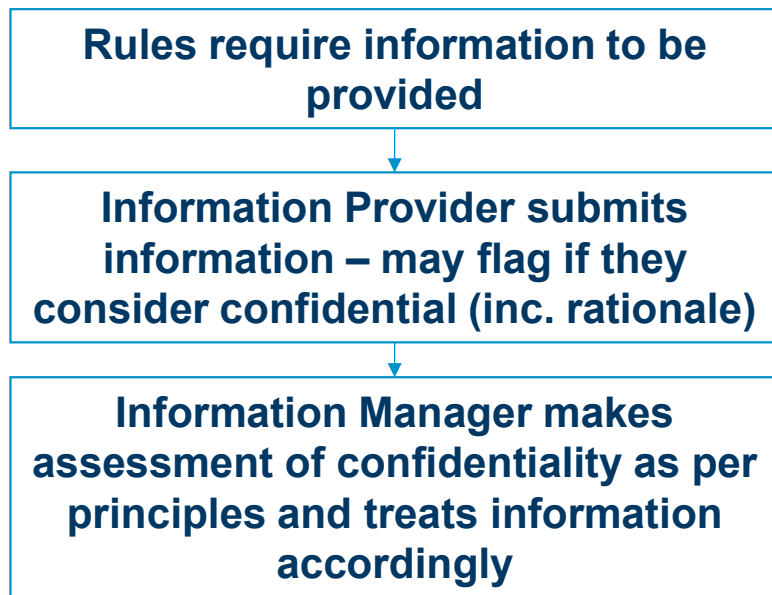 Rules require information to be
provided
Information Provider submits
information – may flag if they
consider confidential (inc. rationale)
Information Manager makes
assessment of confidentiality as per
principles and treats information
accordingly